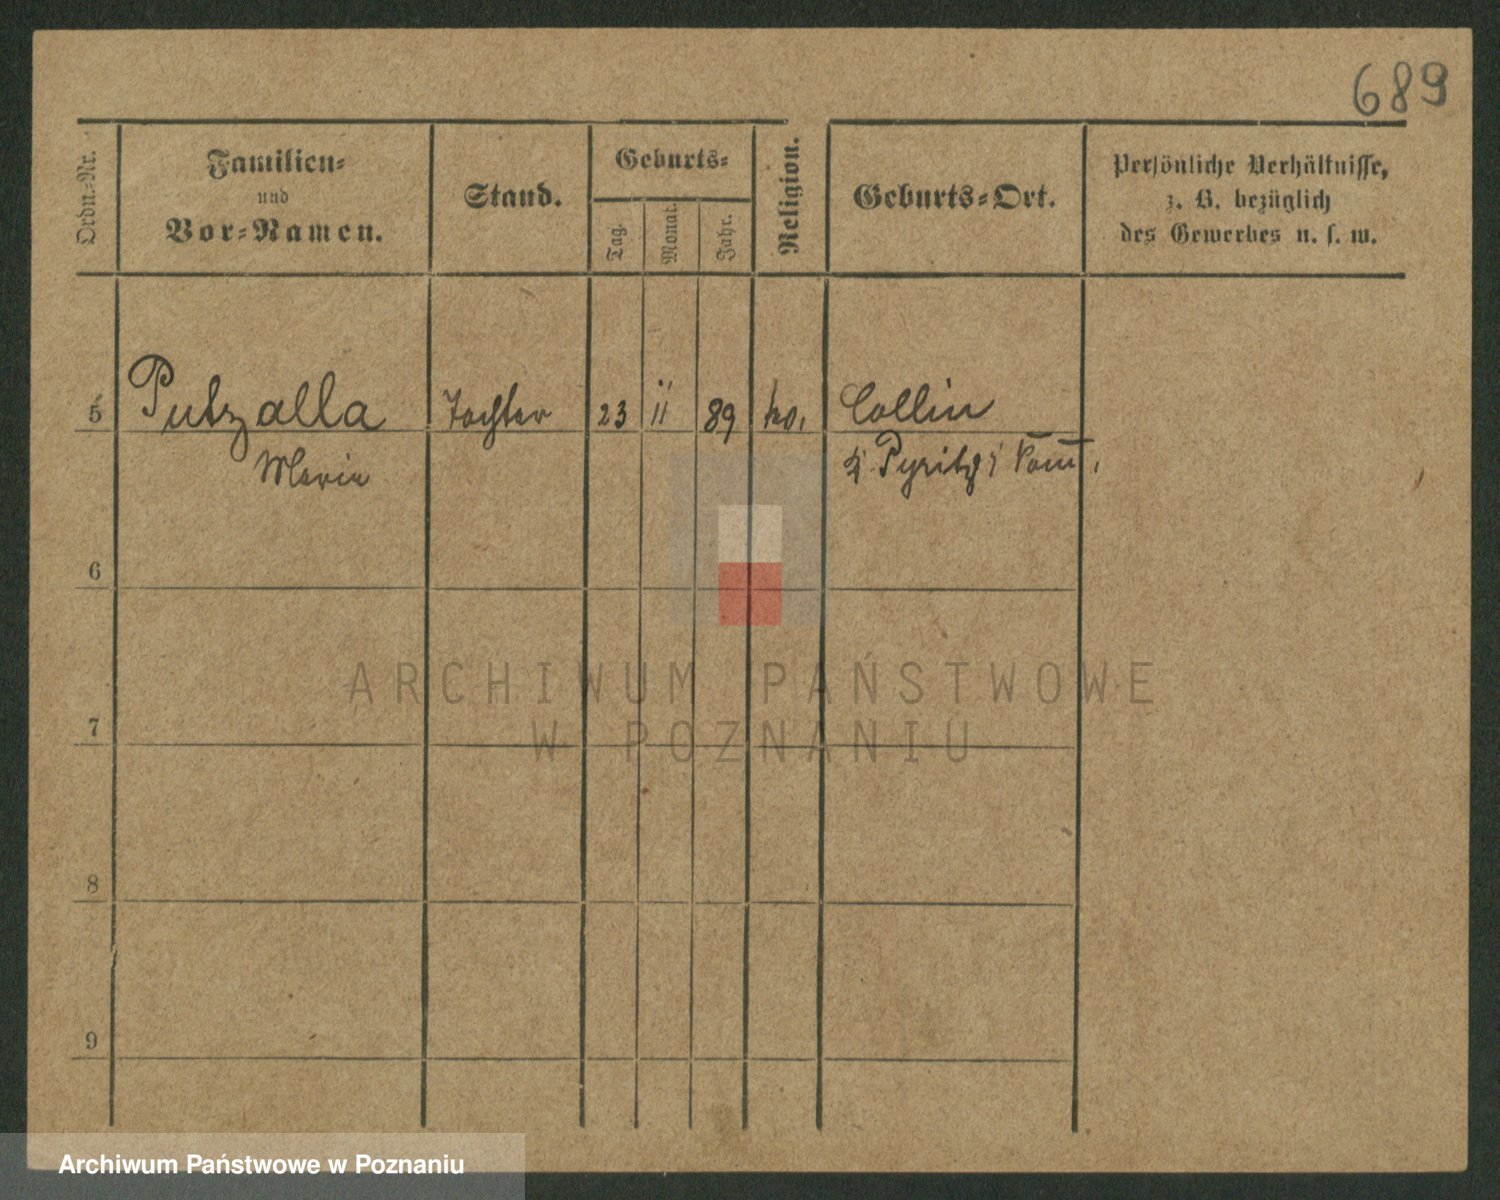 689
Ordn.-Nr.
Familien-
und
Vor-Namen.
Stand.
Geburts-
Tag.
Monat.
Jahr.
Religion.
Geburts-Ort.
Persönliche Verhältnisse,
z. B. bezüglich
des Gewerbes u. s. w.
5 Putzalla Tochter 23 11 89 ko. Collin
Marie Pyritz i Pom.
6
ARCHIWUM PAŃSTWOWE
7
W POZNANIU
8
9
Archiwum Państwowe w Poznaniu